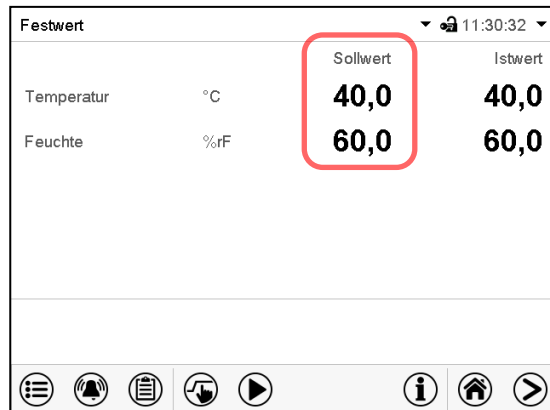 Festwert 11:30:32
Sollwert Istwert
Temperatur °C 40,0 40,0
Feuchte %rF 60,0 60,0